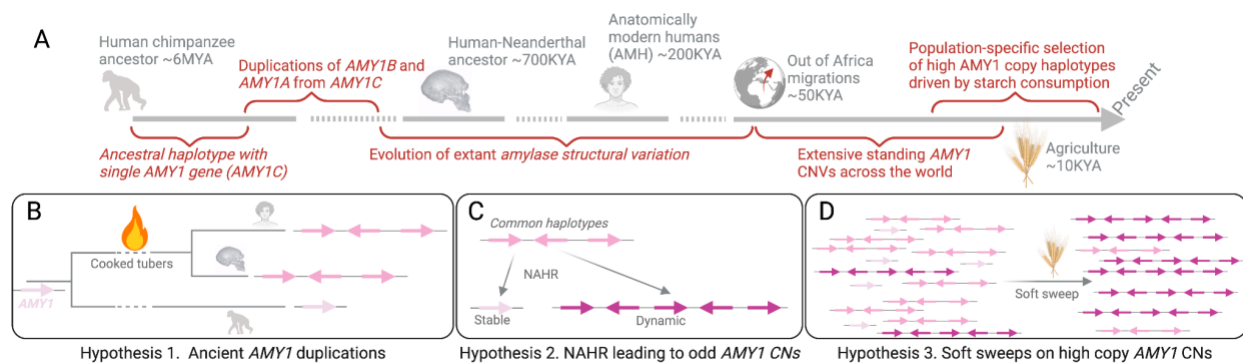 A
Human chimpanzee
ancestor ~6MYA
Duplications of AMY1B and
AMY1A from AMY1C
Human-Neanderthal
ancestor ~700KYA
Anatomically
modern humans
(AMH) ~200KYA
Out of Africa
migrations
~50KYA
Population-specific selection
of high AMY1 copy haplotypes
driven by starch consumption
Present
Ancestral haplotype with
single AMY1 gene (AMY1C)
Evolution of extant amylase structural variation
Extensive standing AMY1
CNVs across the world
Agriculture
~10KYA
B
Cooked tubers
AMY1
Hypothesis 1. Ancient AMY1 duplications
C
Common haplotypes
NAHR
Stable
Dynamic
Hypothesis 2. NAHR leading to odd AMY1 CNs
D
Soft sweep
Hypothesis 3. Soft sweeps on high copy AMY1 CNs